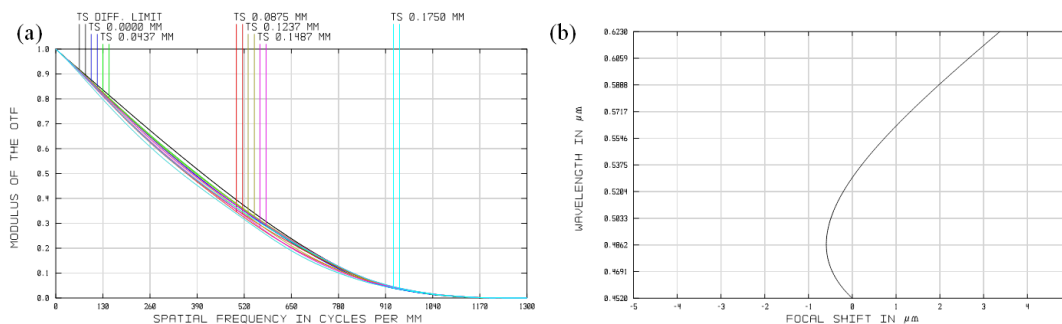 (a)
TS DIFF. LIMIT
TS 0.0000 MM
TS 0.0437 MM
TS 0.0875 MM
TS 0.1237 MM
TS 0.1487 MM
TS 0.1750 MM
MODULUS OF THE OTF
1.0
0.9
0.8
0.7
0.6
0.5
0.4
0.3
0.2
0.1
0.0
0 130 260 390 520 650 780 910 1040 1170 1300
SPATIAL FREQUENCY IN CYCLES PER MM
(b)
WAVELENGTH IN µm
0.6230
0.6059
0.5888
0.5717
0.5546
0.5375
0.5204
0.5033
0.4862
0.4691
0.4520
-5 -4 -3 -2 -1 0 1 2 3 4
FOCAL SHIFT IN µm